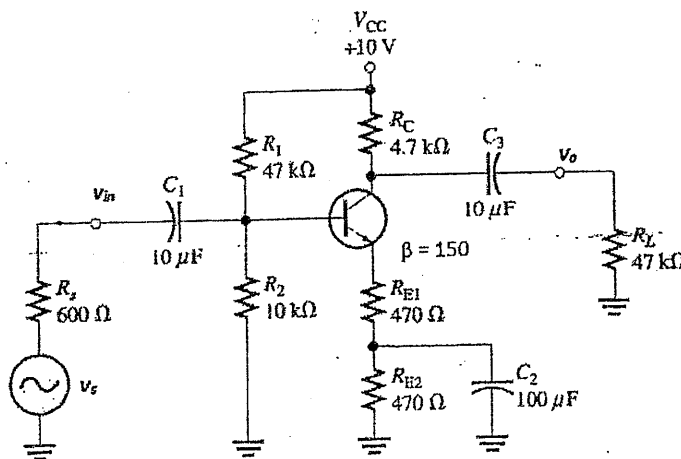 V_CC
+10 V
R_C
4.7 kΩ
C_3
v_o
R_1
47 kΩ
v_in
C_1
10 µF
10 µF
β = 150
R_L
47 kΩ
R_s
600 Ω
R_2
10 kΩ
R_E1
470 Ω
v_s
R_E2
470 Ω
C_2
100 µF